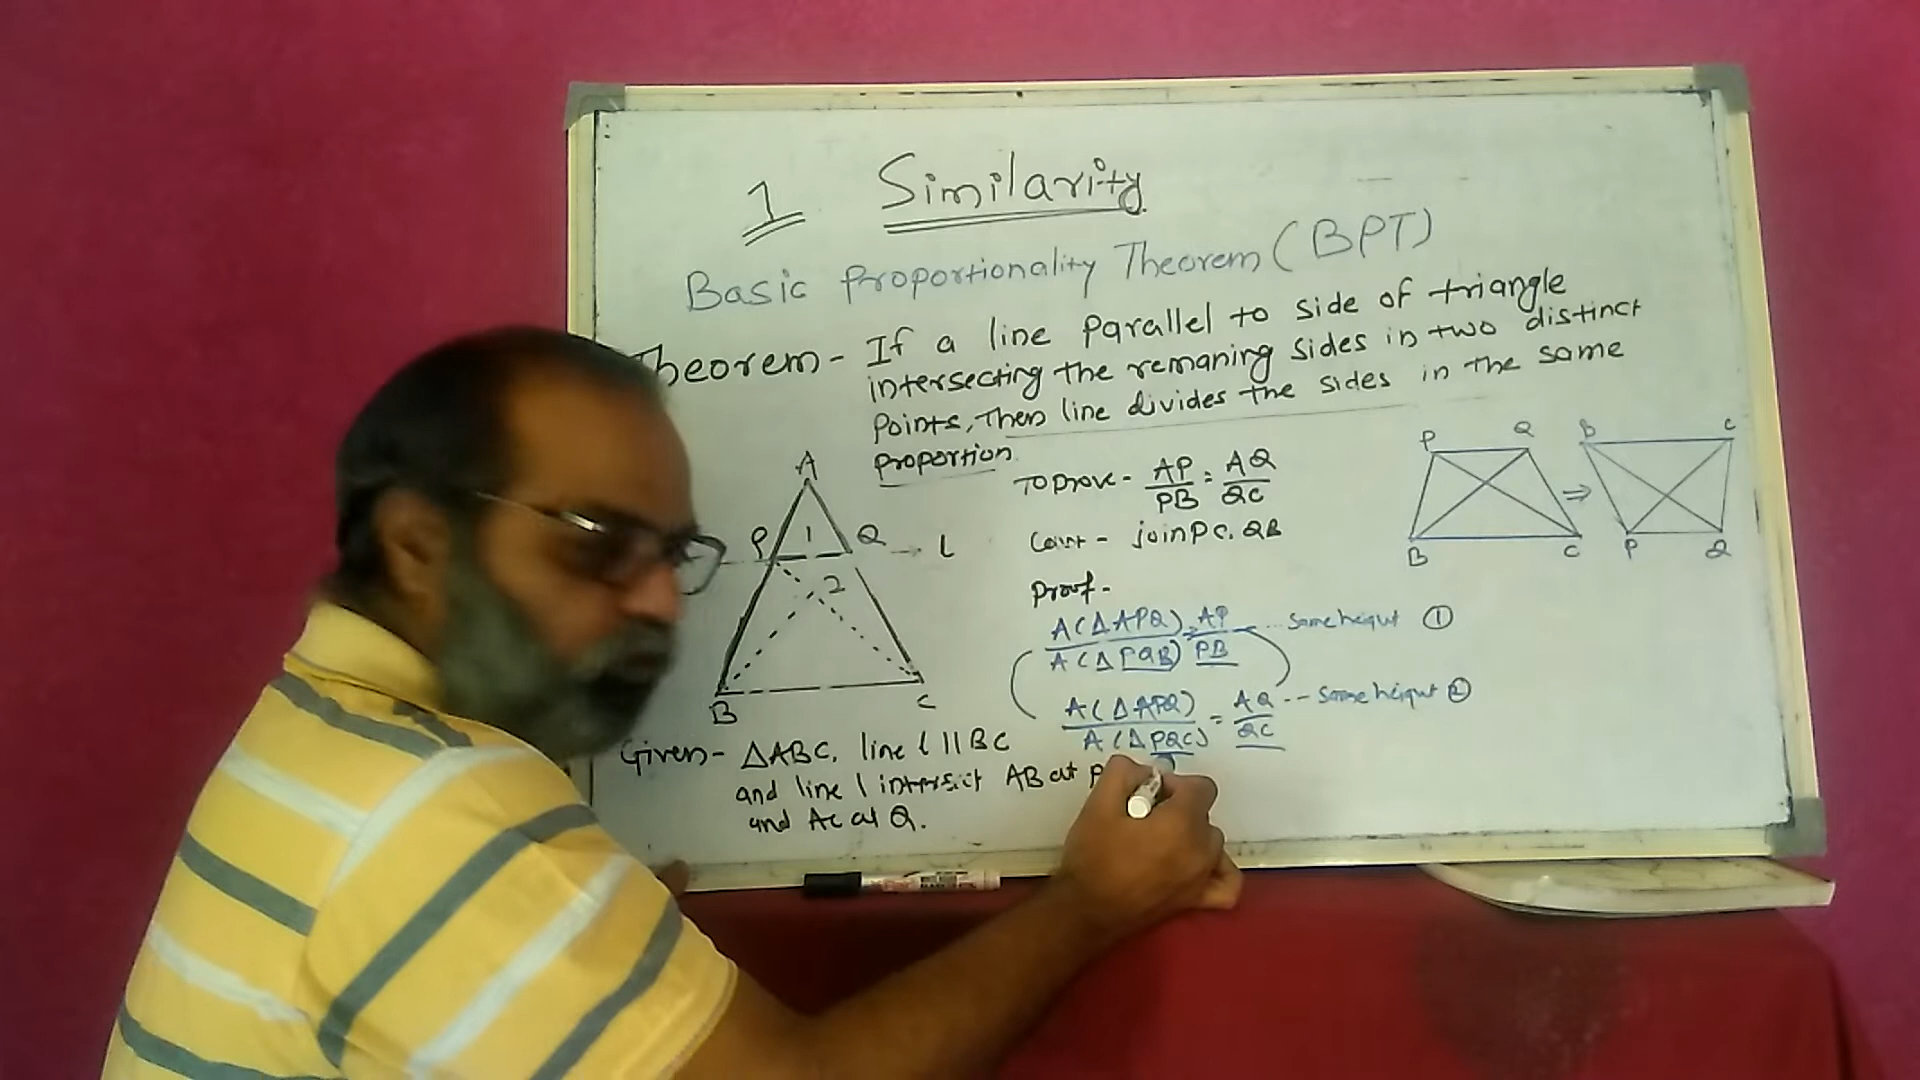 1 Similarity
Basic Proportionality Theorem (BPT)
Theorem - If a line parallel to side of triangle
intersecting the remaning sides in two distinct
points, Then line divides the sides in the same
proportion.
A
P 1 Q l
2
B C
To prove - AP/PB = AQ/QC
Const - join PC, QB
Proof -
A(ΔAPQ)/A(ΔPQB) = AP/PB ... Same height ①
A(ΔAPQ)/A(ΔPQC) = AQ/QC -- Same height ②
Given - ΔABC, line l || BC
and line l intersect AB at P
and AC at Q.
P Q ⇒ B C
B C P Q